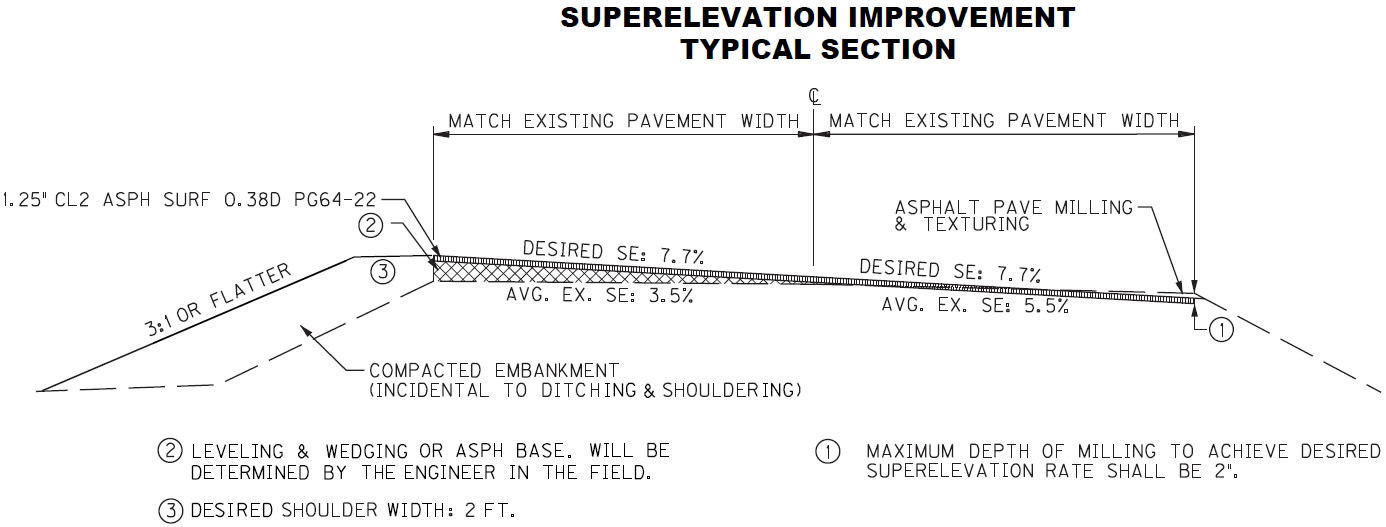 SUPERELEVATION IMPROVEMENT
TYPICAL SECTION
℄
MATCH EXISTING PAVEMENT WIDTH
MATCH EXISTING PAVEMENT WIDTH
1.25" CL2 ASPH SURF 0.38D PG64-22
2
ASPHALT PAVE MILLING
& TEXTURING
DESIRED SE: 7.7%
DESIRED SE: 7.7%
3
3:1 OR FLATTER
AVG. EX. SE: 3.5%
AVG. EX. SE: 5.5%
1
COMPACTED EMBANKMENT
(INCIDENTAL TO DITCHING & SHOULDERING)
2 LEVELING & WEDGING OR ASPH BASE. WILL BE
DETERMINED BY THE ENGINEER IN THE FIELD.
3 DESIRED SHOULDER WIDTH: 2 FT.
1 MAXIMUM DEPTH OF MILLING TO ACHIEVE DESIRED
SUPERELEVATION RATE SHALL BE 2".